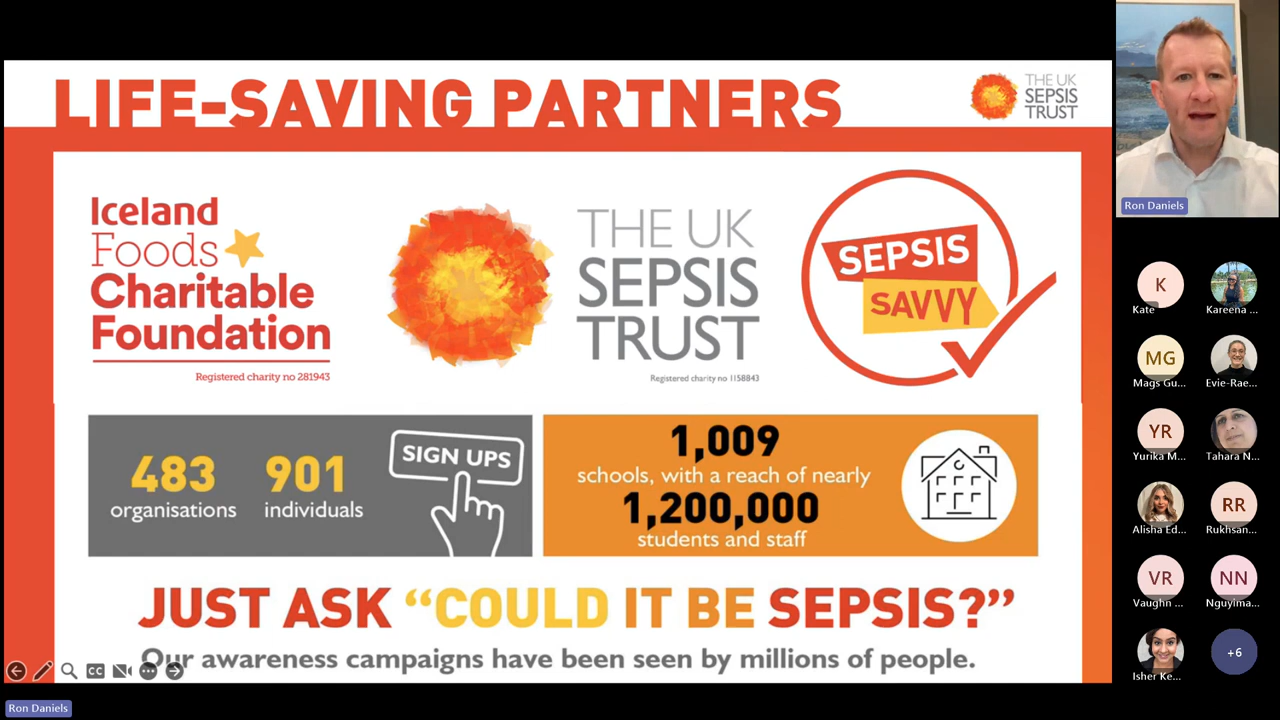 LIFE-SAVING PARTNERS
THE UK
SEPSIS
TRUST
Iceland
Foods
Charitable
Foundation
Registered charity no 281943
THE UK
SEPSIS
TRUST
Registered charity no 1158843
SEPSIS
SAVVY
483
organisations
901
individuals
SIGN UPS
1,009
schools, with a reach of nearly
1,200,000
students and staff
JUST ASK “COULD IT BE SEPSIS?”
Our awareness campaigns have been seen by millions of people.
CC
Ron Daniels
Ron Daniels
K
Kate
Kareena ...
MG
Mags Gu...
Evie-Rae...
YR
Yurika M...
Tahara N...
Alisha Ed...
RR
Rukhsan...
VR
Vaughn ...
NN
Nguyima...
Isher Ke...
+6